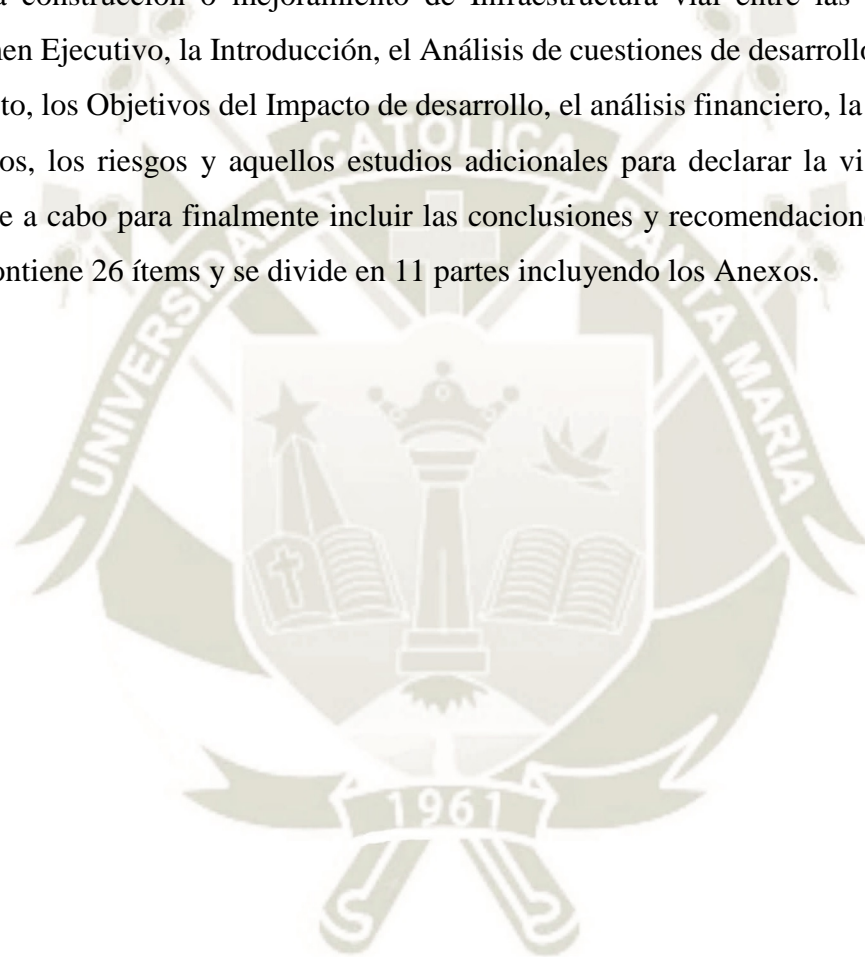 a construcción o mejoramiento de Infraestructura vial entre las
en Ejecutivo, la Introducción, el Análisis de cuestiones de desarrollo
to, los Objetivos del Impacto de desarrollo, el análisis financiero, la
os, los riesgos y aquellos estudios adicionales para declarar la vi
e a cabo para finalmente incluir las conclusiones y recomendacione
ontiene 26 ítems y se divide en 11 partes incluyendo los Anexos.
UNIVERSIDAD CATOLICA SANTA MARIA
1961